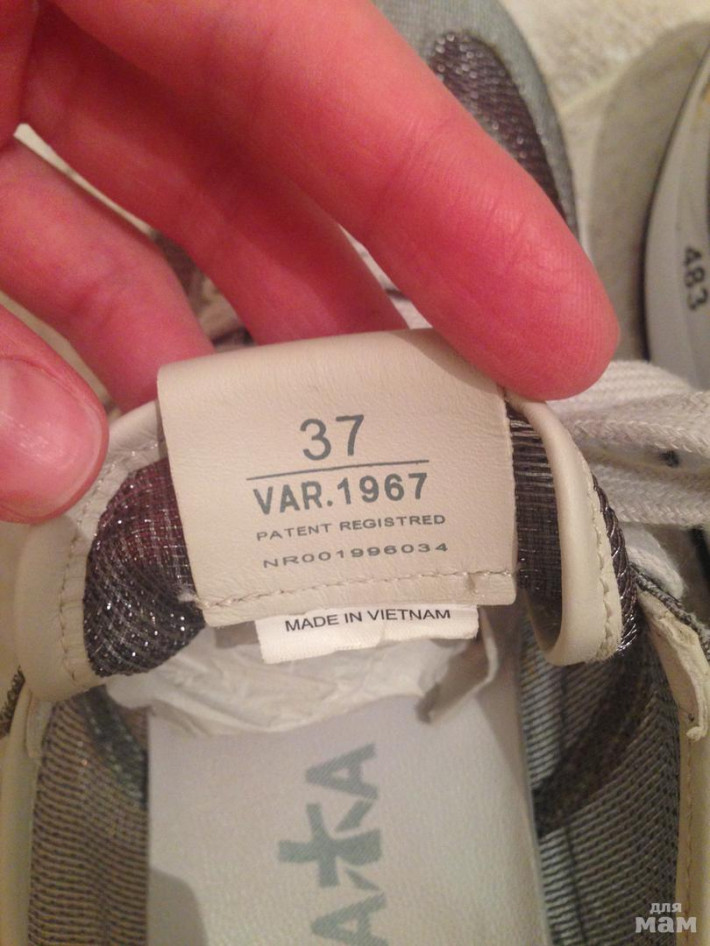 483
37
VAR.1967
PATENT REGISTRED
NR001996034
MADE IN VIETNAM
для
мам